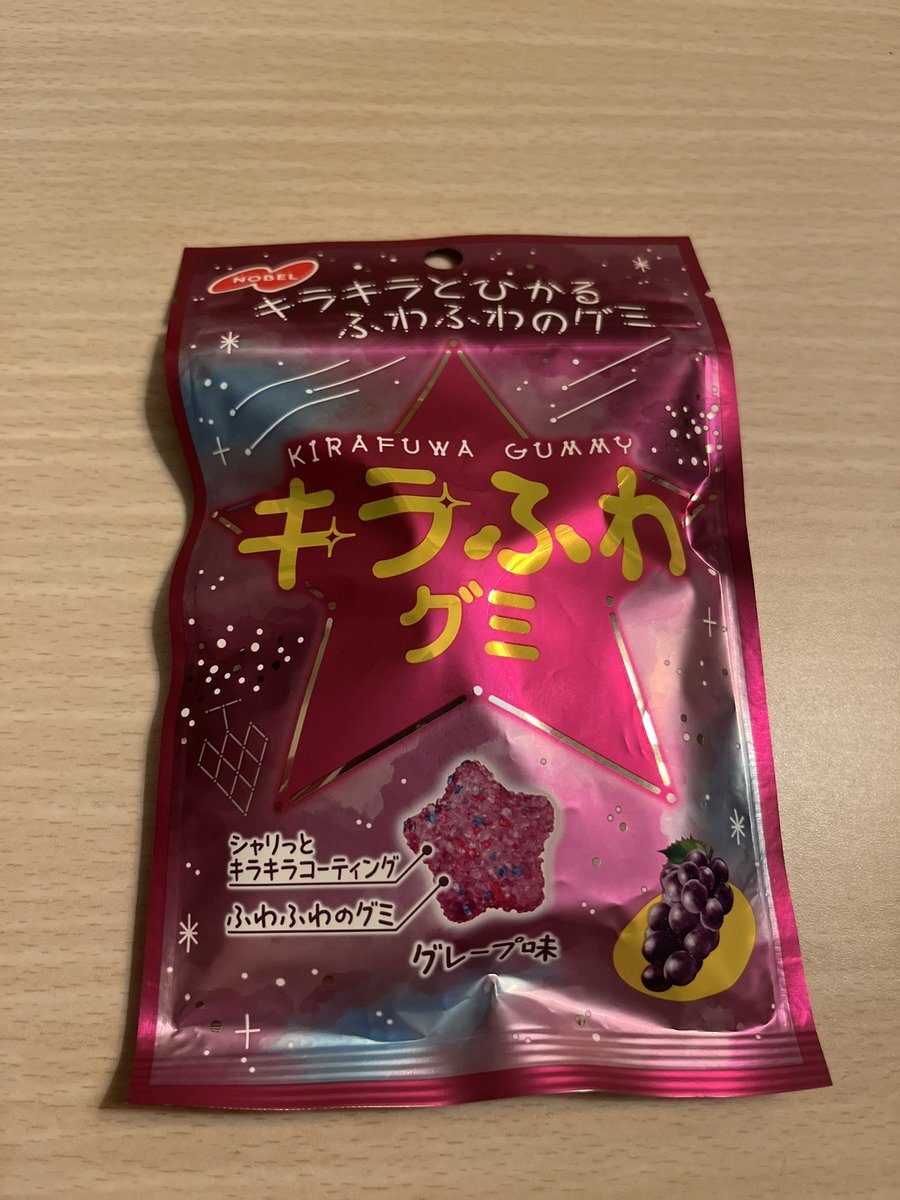 NOBEL
キラキラとひかる
ふわふわのグミ
KIRAFUWA GUMMY
キラふわ
グミ
シャリっと
キラキラコーティング
ふわふわのグミ
グレープ味